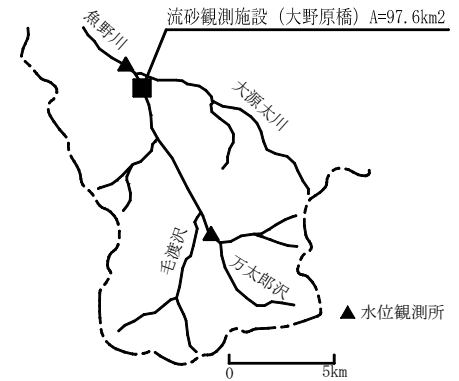 流砂観測施設（大野原橋）A=97.6km2
魚野川
大源太川
毛渡沢
万太郎沢
▲水位観測所
0 5km